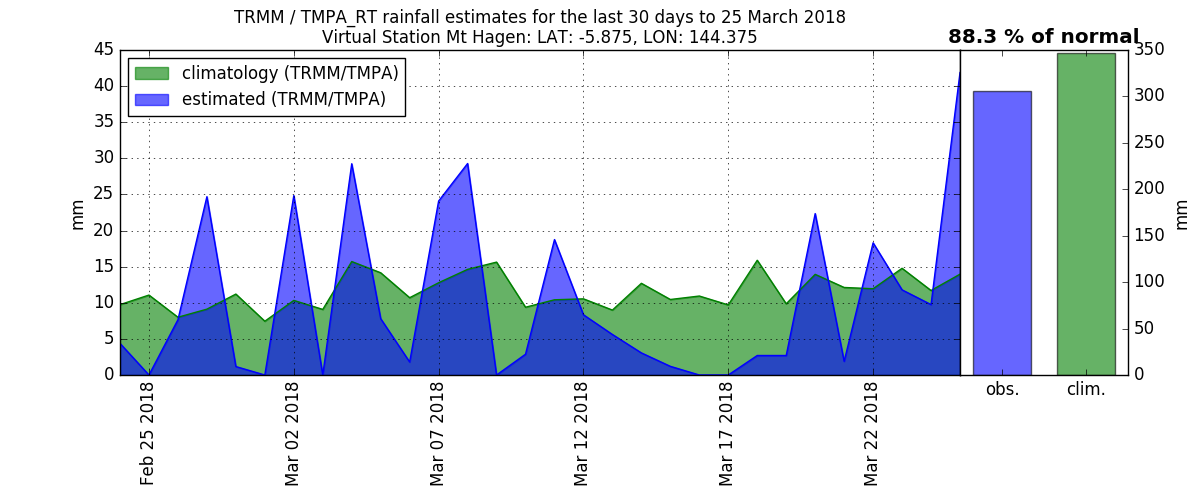 TRMM / TMPA_RT rainfall estimates for the last 30 days to 25 March 2018
Virtual Station Mt Hagen: LAT: -5.875, LON: 144.375
88.3 % of normal
climatology (TRMM/TMPA)
estimated (TRMM/TMPA)
mm
45
40
35
30
25
20
15
10
5
0
Feb 25 2018
Mar 02 2018
Mar 07 2018
Mar 12 2018
Mar 17 2018
Mar 22 2018
obs.
clim.
350
300
250
200
150
100
50
0
mm